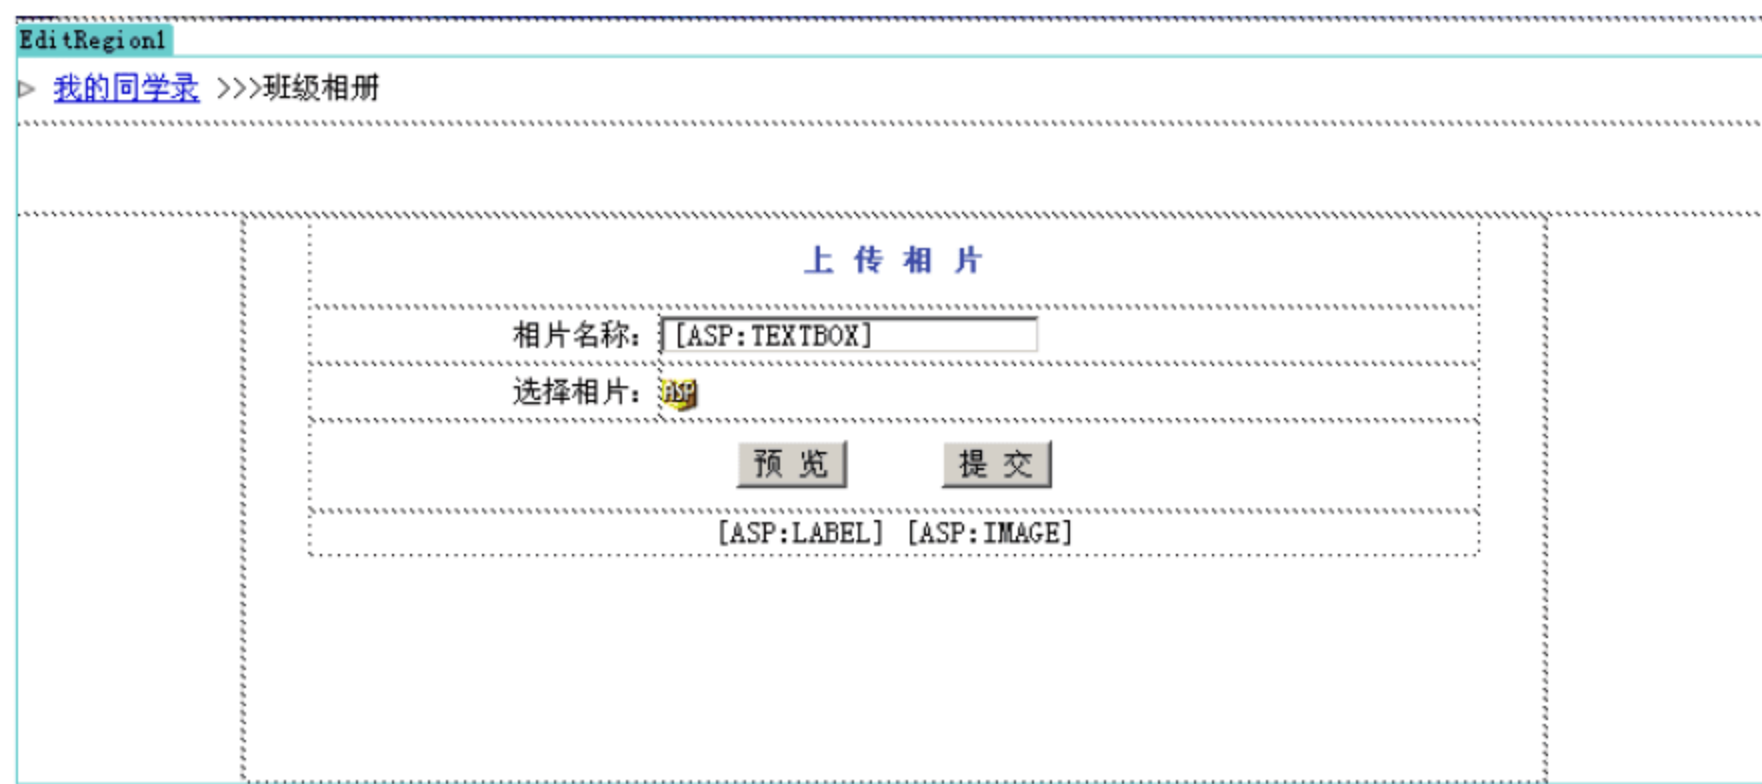 EditRegion1
我的同学录 >>>班级相册
上 传 相 片
相片名称： [ASP:TEXTBOX]
选择相片： ASP
预 览 提 交
[ASP:LABEL] [ASP:IMAGE]